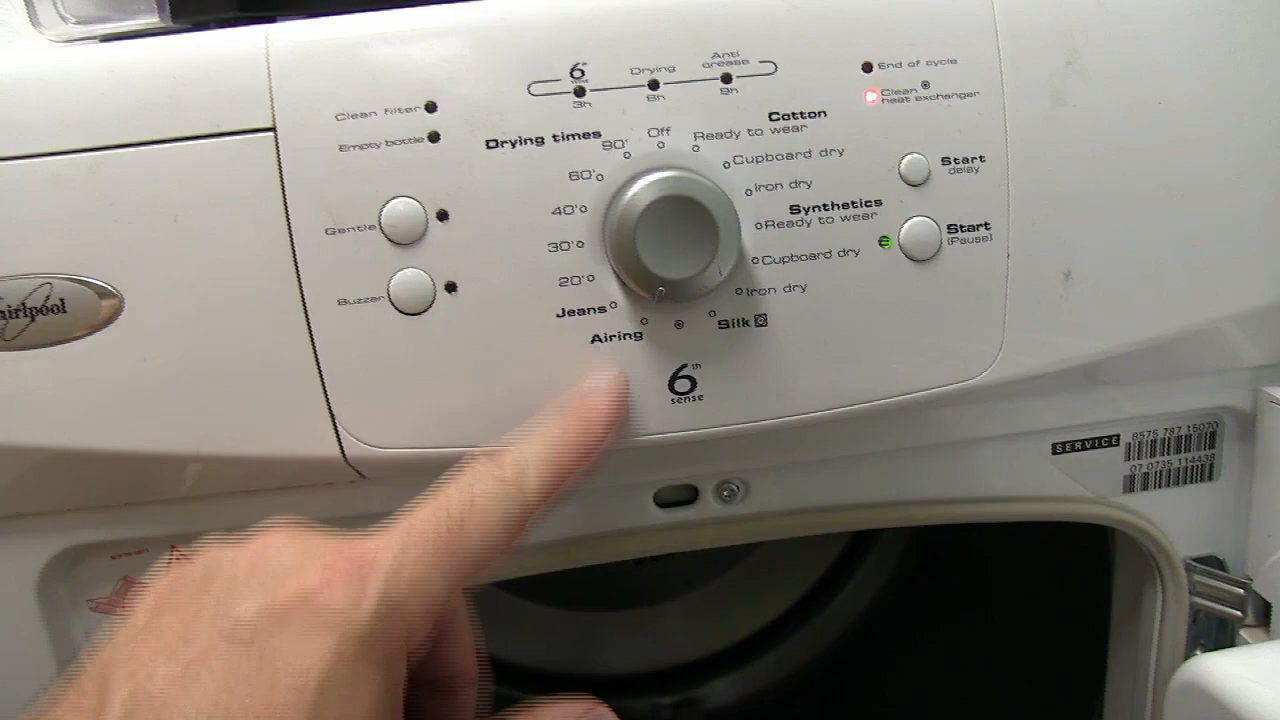 6th sense
Drying
Anti crease
3h
6h
9h
End of cycle
Clean heat exchanger
Clean filter
Empty bottle
Gentle
Buzzer
Drying times
90'
60'
40'
30'
20'
Jeans
Airing
Off
Cotton
Ready to wear
Cupboard dry
Iron dry
Synthetics
Ready to wear
Cupboard dry
Iron dry
Silk
6th
sense
Start
delay
Start
(Pause)
SERVICE
8575 787 15070
07 0735 114438